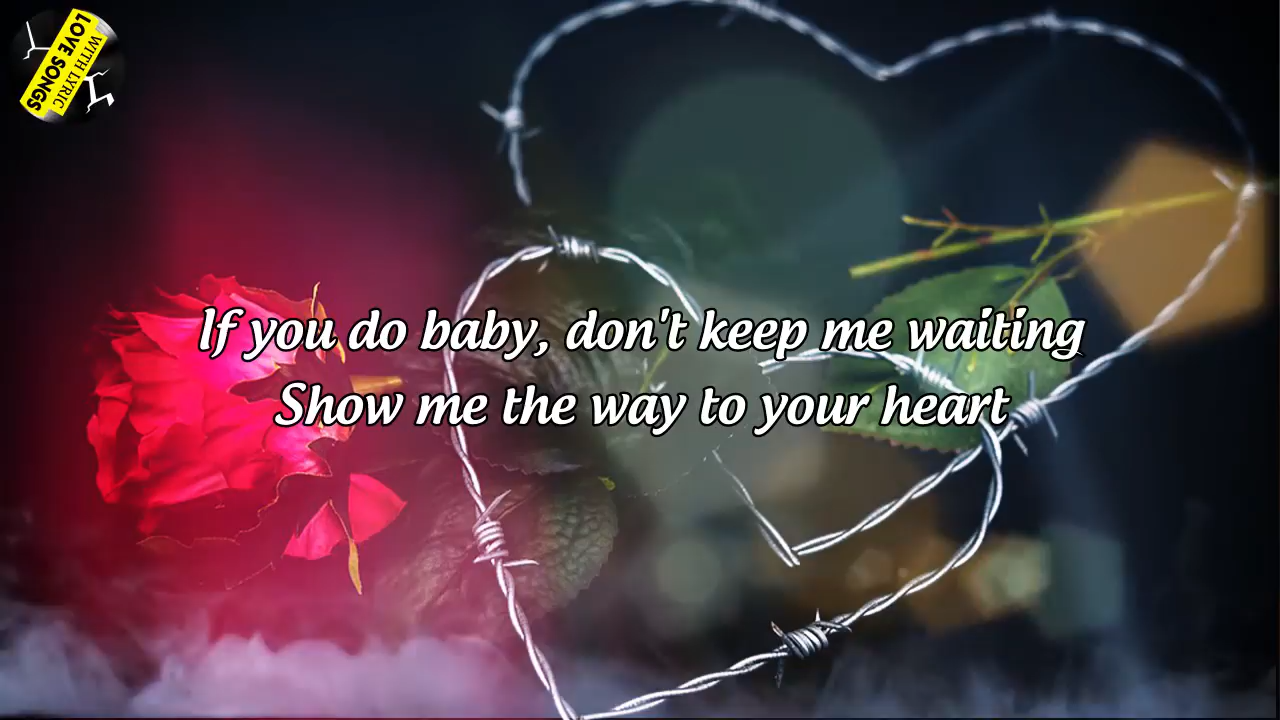 LOVE SONGS
WITH LYRIC
If you do baby, don't keep me waiting
Show me the way to your heart